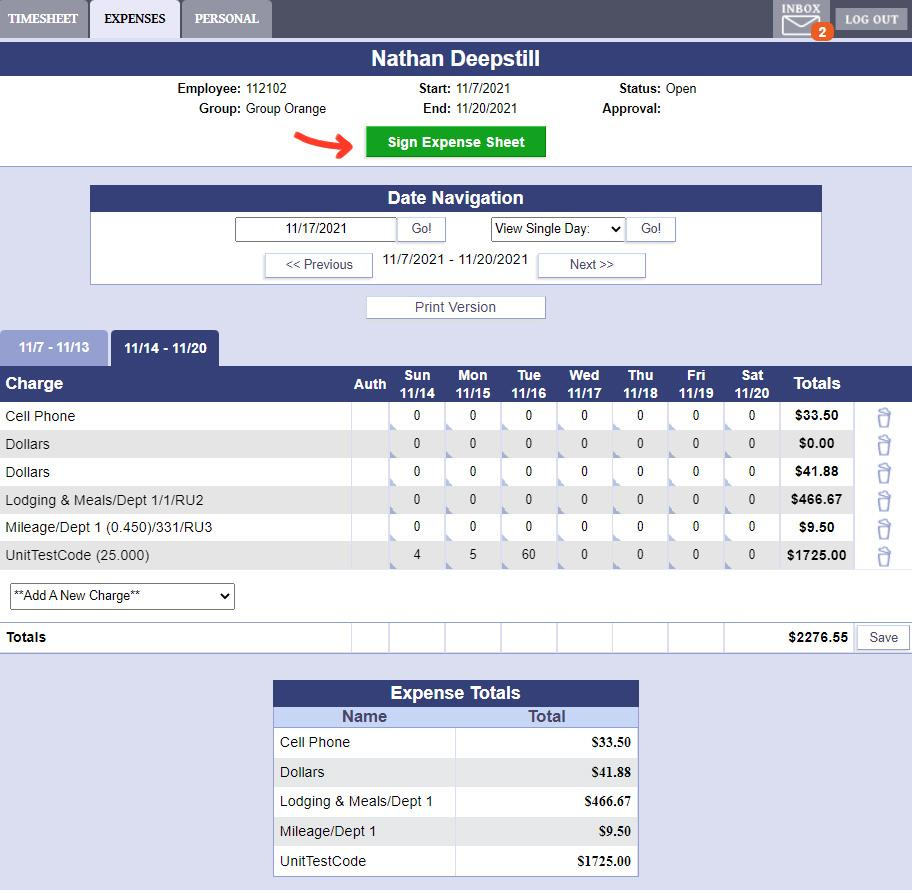 TIMESHEET EXPENSES PERSONAL INBOX 2 LOG OUT
Nathan Deepstill
Employee: 112102 Start: 11/7/2021 Status: Open
Group: Group Orange End: 11/20/2021 Approval:
Sign Expense Sheet
Date Navigation
11/17/2021 Go! View Single Day: Go!
<< Previous 11/7/2021 - 11/20/2021 Next >>
Print Version
11/7 - 11/13 11/14 - 11/20
Charge Auth Sun 11/14 Mon 11/15 Tue 11/16 Wed 11/17 Thu 11/18 Fri 11/19 Sat 11/20 Totals
Cell Phone 0 0 0 0 0 0 0 $33.50
Dollars 0 0 0 0 0 0 0 $0.00
Dollars 0 0 0 0 0 0 0 $41.88
Lodging & Meals/Dept 1/1/RU2 0 0 0 0 0 0 0 $466.67
Mileage/Dept 1 (0.450)/331/RU3 0 0 0 0 0 0 0 $9.50
UnitTestCode (25.000) 4 5 60 0 0 0 0 $1725.00
**Add A New Charge**
Totals $2276.55 Save
Expense Totals
Name Total
Cell Phone $33.50
Dollars $41.88
Lodging & Meals/Dept 1 $466.67
Mileage/Dept 1 $9.50
UnitTestCode $1725.00